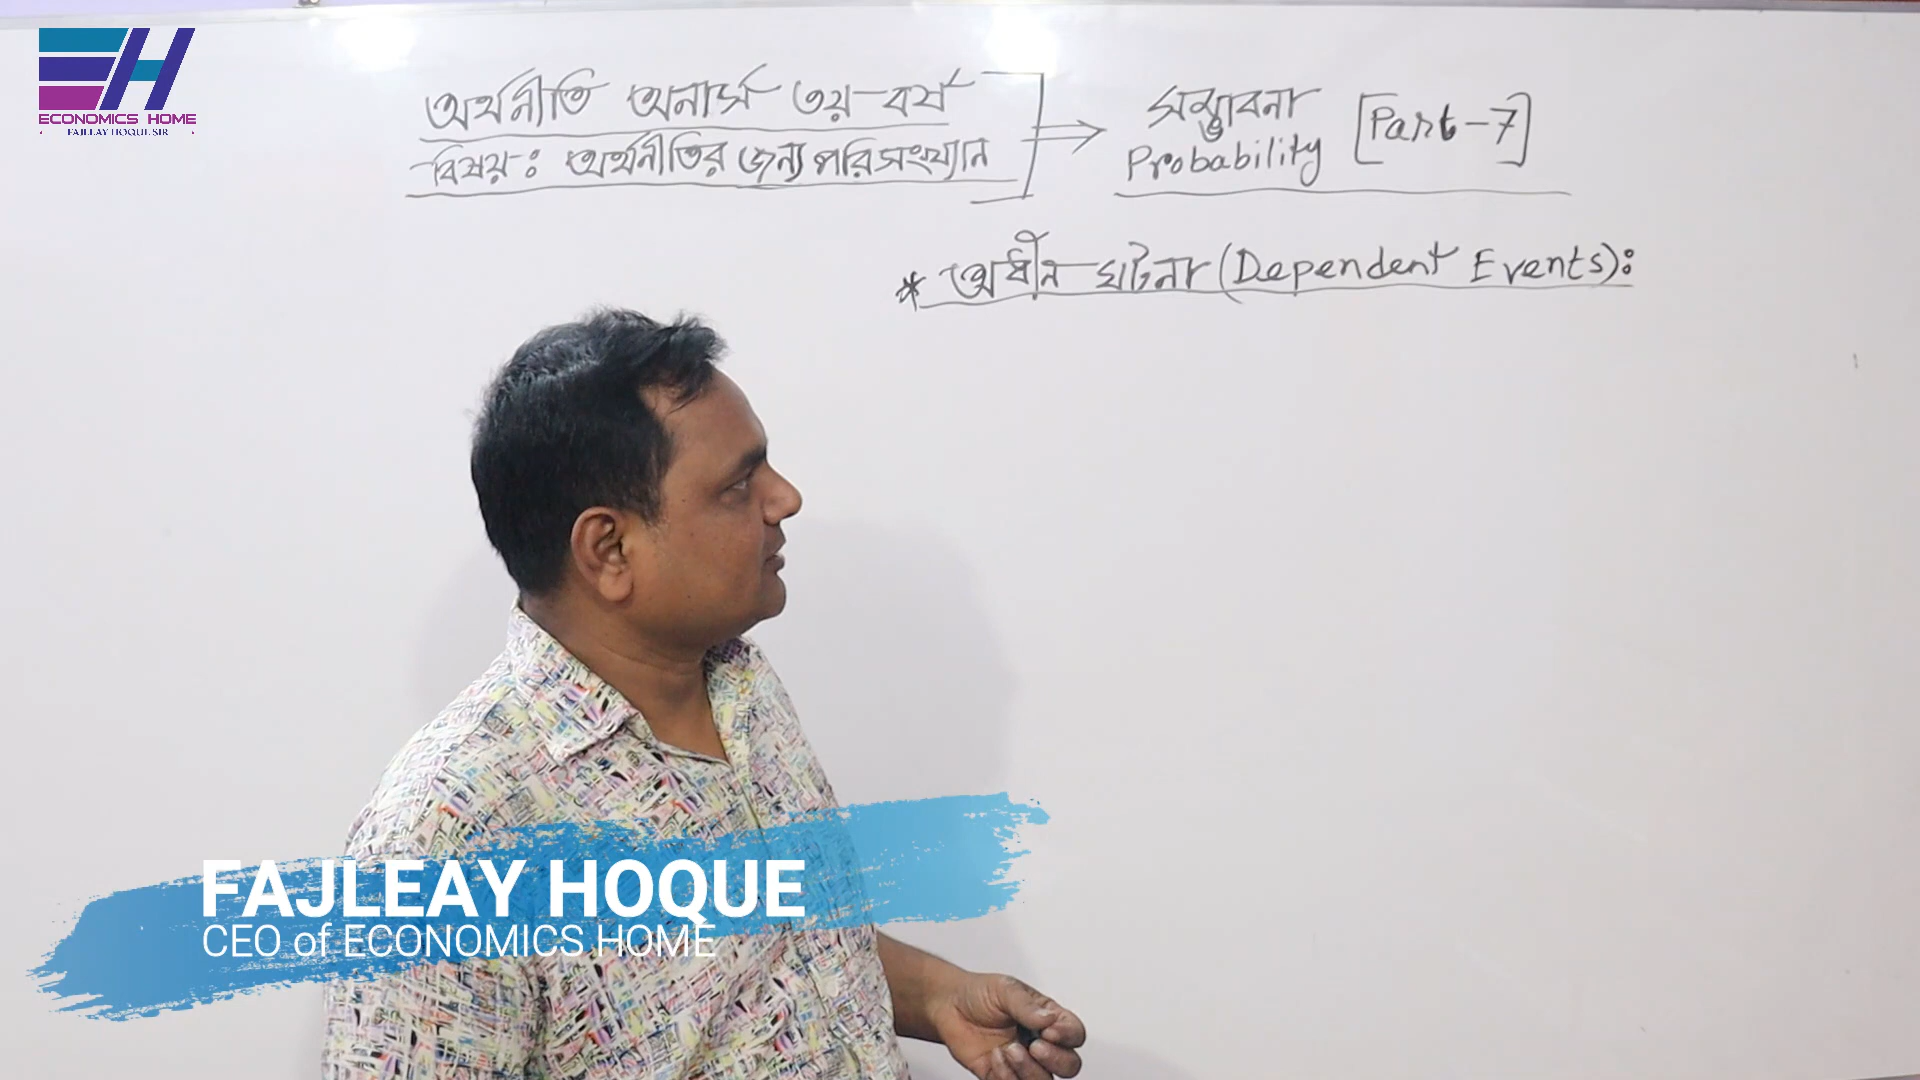 ECONOMICS HOME
FAJLEAY HOQUE SIR
অর্থনীতি অনার্স ৩য় বর্ষ
বিষয়ঃ অর্থনীতির জন্য পরিসংখ্যান
সম্ভাবনা
Probability
[Part-7]
* অধীন ঘটনা (Dependent Events):
FAJLEAY HOQUE
CEO of ECONOMICS HOME